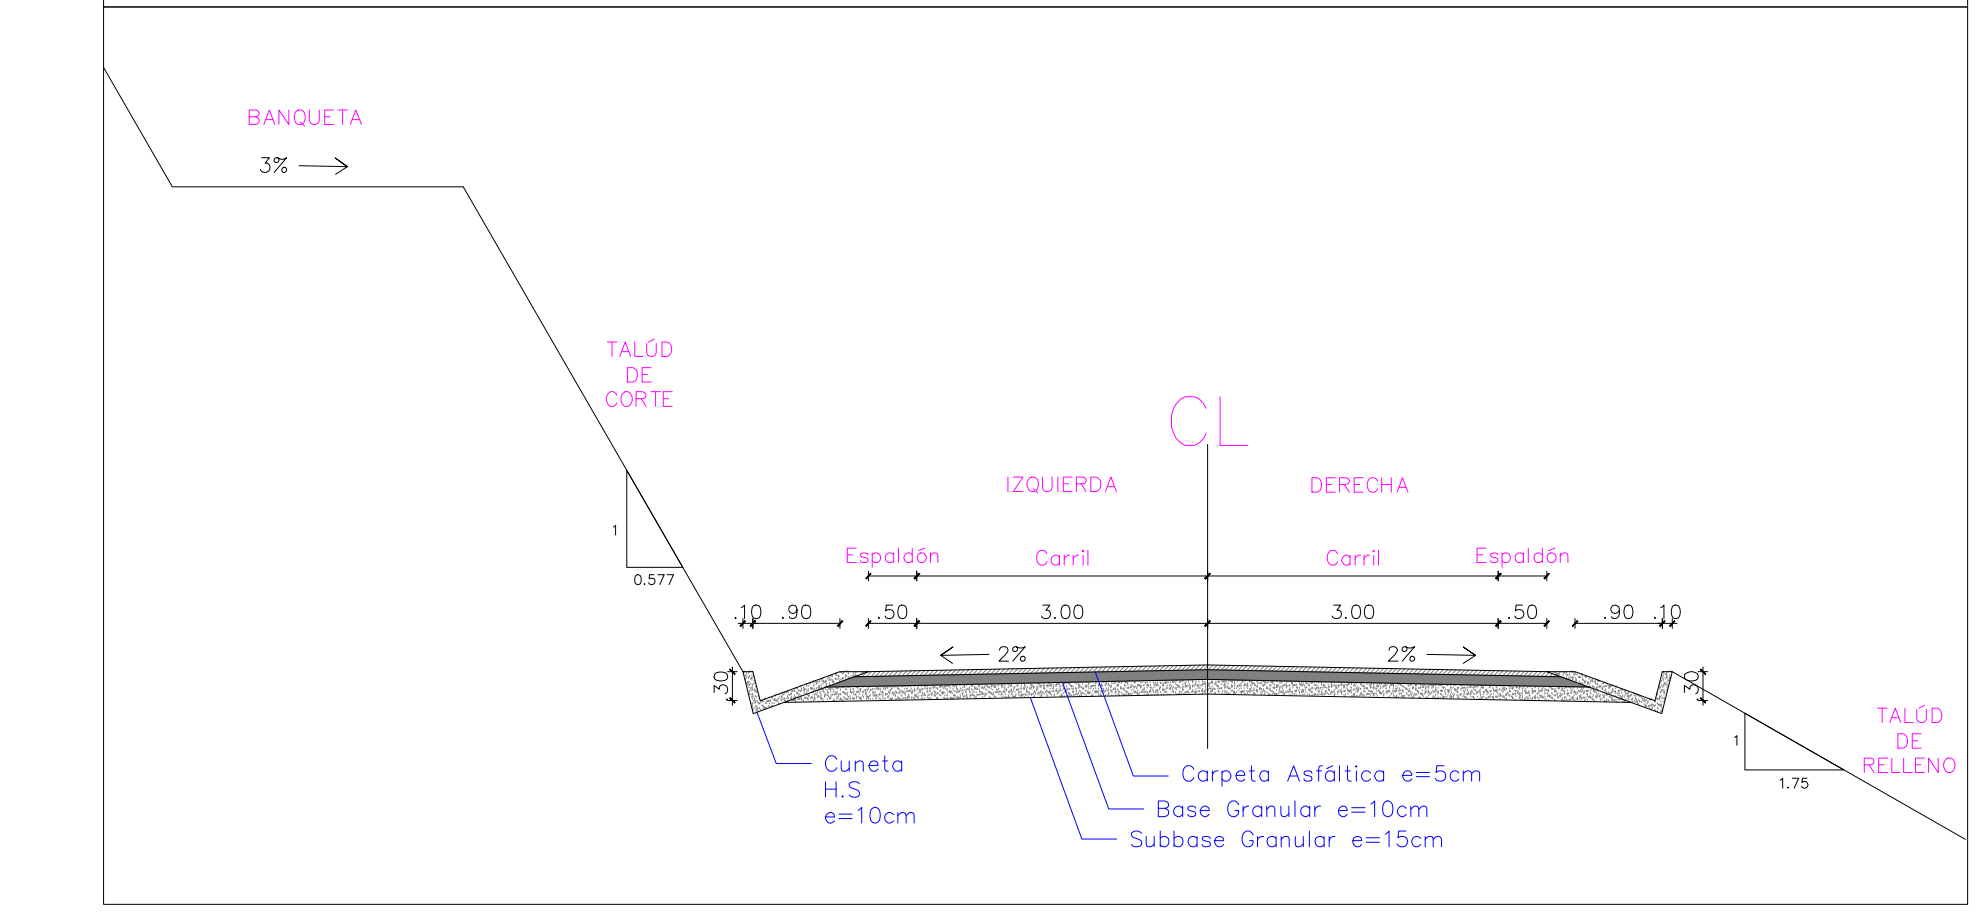 BANQUETA
3%
TALÚD
DE
CORTE
1
0.577
CL
IZQUIERDA
DERECHA
Espaldón
Carril
Carril
Espaldón
.10
.90
.50
3.00
3.00
.50
.90
.10
2%
2%
.30
.30
TALÚD
DE
RELLENO
1
1.75
Cuneta
H.S
e=10cm
Carpeta Asfáltica e=5cm
Base Granular e=10cm
Subbase Granular e=15cm